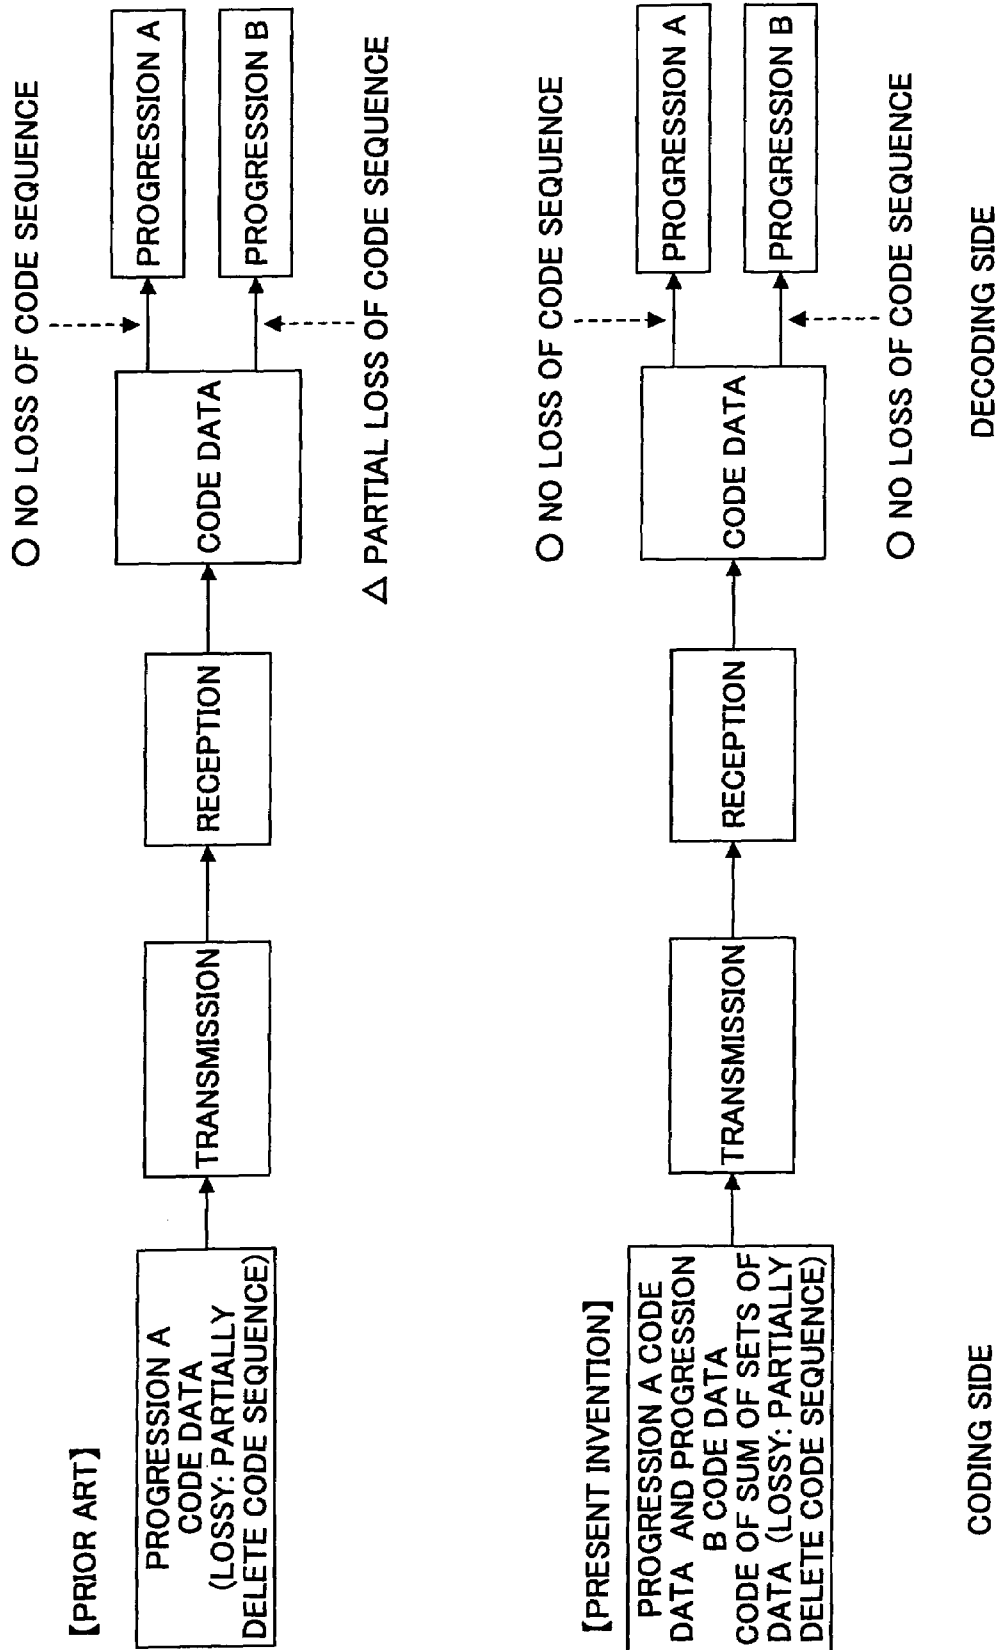 【PRIOR ART】
PROGRESSION A
CODE DATA
(LOSSY: PARTIALLY
DELETE CODE SEQUENCE)
TRANSMISSION
RECEPTION
CODE DATA
○ NO LOSS OF CODE SEQUENCE
PROGRESSION A
PROGRESSION B
△ PARTIAL LOSS OF CODE SEQUENCE
【PRESENT INVENTION】
PROGRESSION A CODE
DATA AND PROGRESSION
B CODE DATA
CODE OF SUM OF SETS OF
DATA (LOSSY: PARTIALLY
DELETE CODE SEQUENCE)
TRANSMISSION
RECEPTION
CODE DATA
○ NO LOSS OF CODE SEQUENCE
PROGRESSION A
PROGRESSION B
○ NO LOSS OF CODE SEQUENCE
CODING SIDE
DECODING SIDE